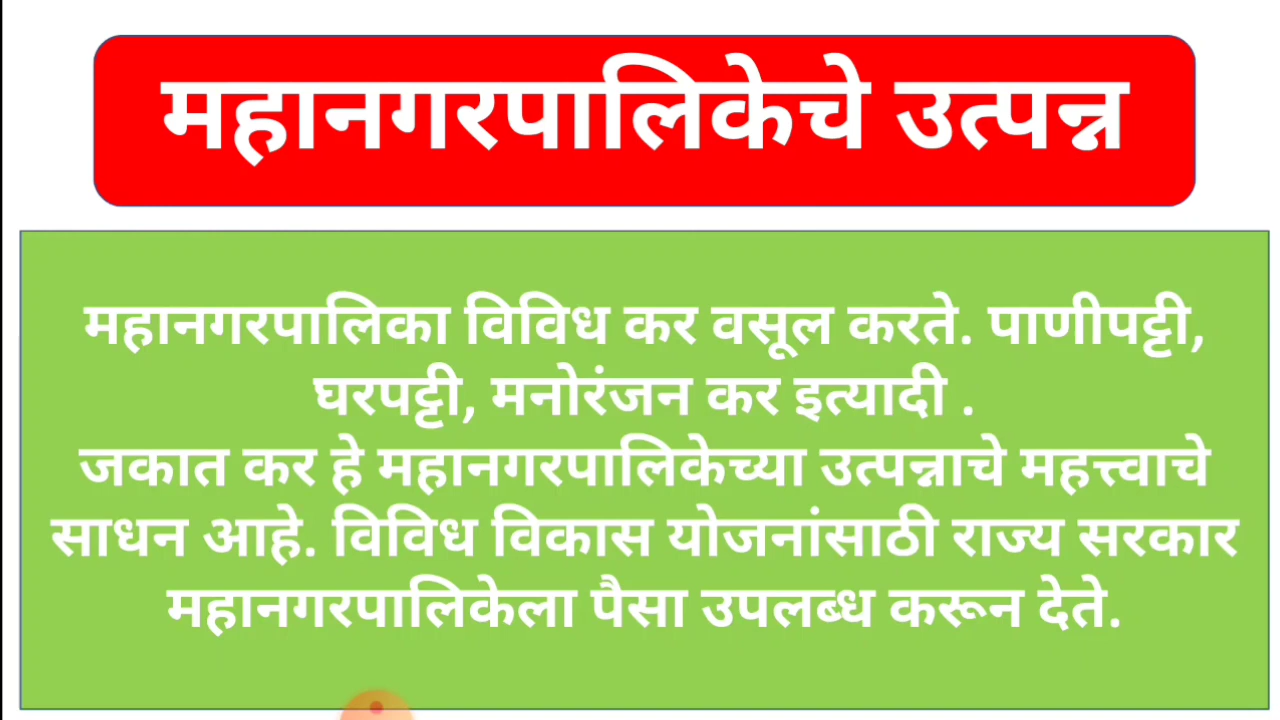 महानगरपालिकेचे उत्पन्न
महानगरपालिका विविध कर वसूल करते. पाणीपट्टी,
घरपट्टी, मनोरंजन कर इत्यादी .
जकात कर हे महानगरपालिकेच्या उत्पन्नाचे महत्त्वाचे
साधन आहे. विविध विकास योजनांसाठी राज्य सरकार
महानगरपालिकेला पैसा उपलब्ध करून देते.